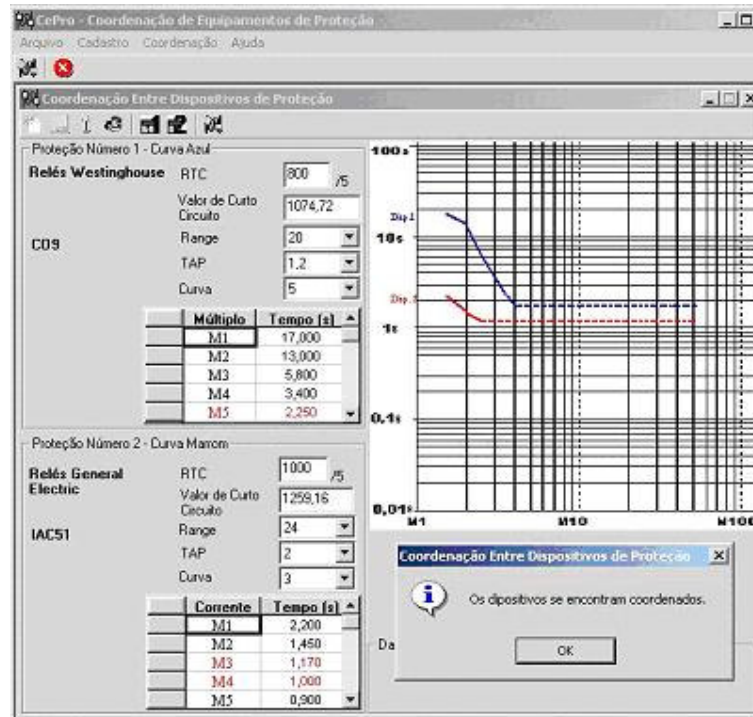 CePro - Coordenação de Equipamentos de Proteção
Arquivo Cadastro Coordenação Ajuda
Coordenação Entre Dispositivos de Proteção
Proteção Número 1 - Curva Azul
Relés Westinghouse
CO9
RTC 800 /5
Valor de Curto Circuito 1074,72
Range 20
TAP 1,2
Curva 5
Múltiplo Tempo (s)
M1 17,000
M2 13,000
M3 5,800
M4 3,400
M5 2,250
Proteção Número 2 - Curva Marrom
Relés General Electric
IAC51
RTC 1000 /5
Valor de Curto Circuito 1259,16
Range 24
TAP 2
Curva 3
Corrente Tempo (s)
M1 2,200
M2 1,450
M3 1,170
M4 1,000
M5 0,900
100s
Disp.1
10s
Disp.
1s
0,1s
0,01s
M1 M10 M100
Da
Coordenação Entre Dispositivos de Proteção
Os dipositivos se encontram coordenados.
OK